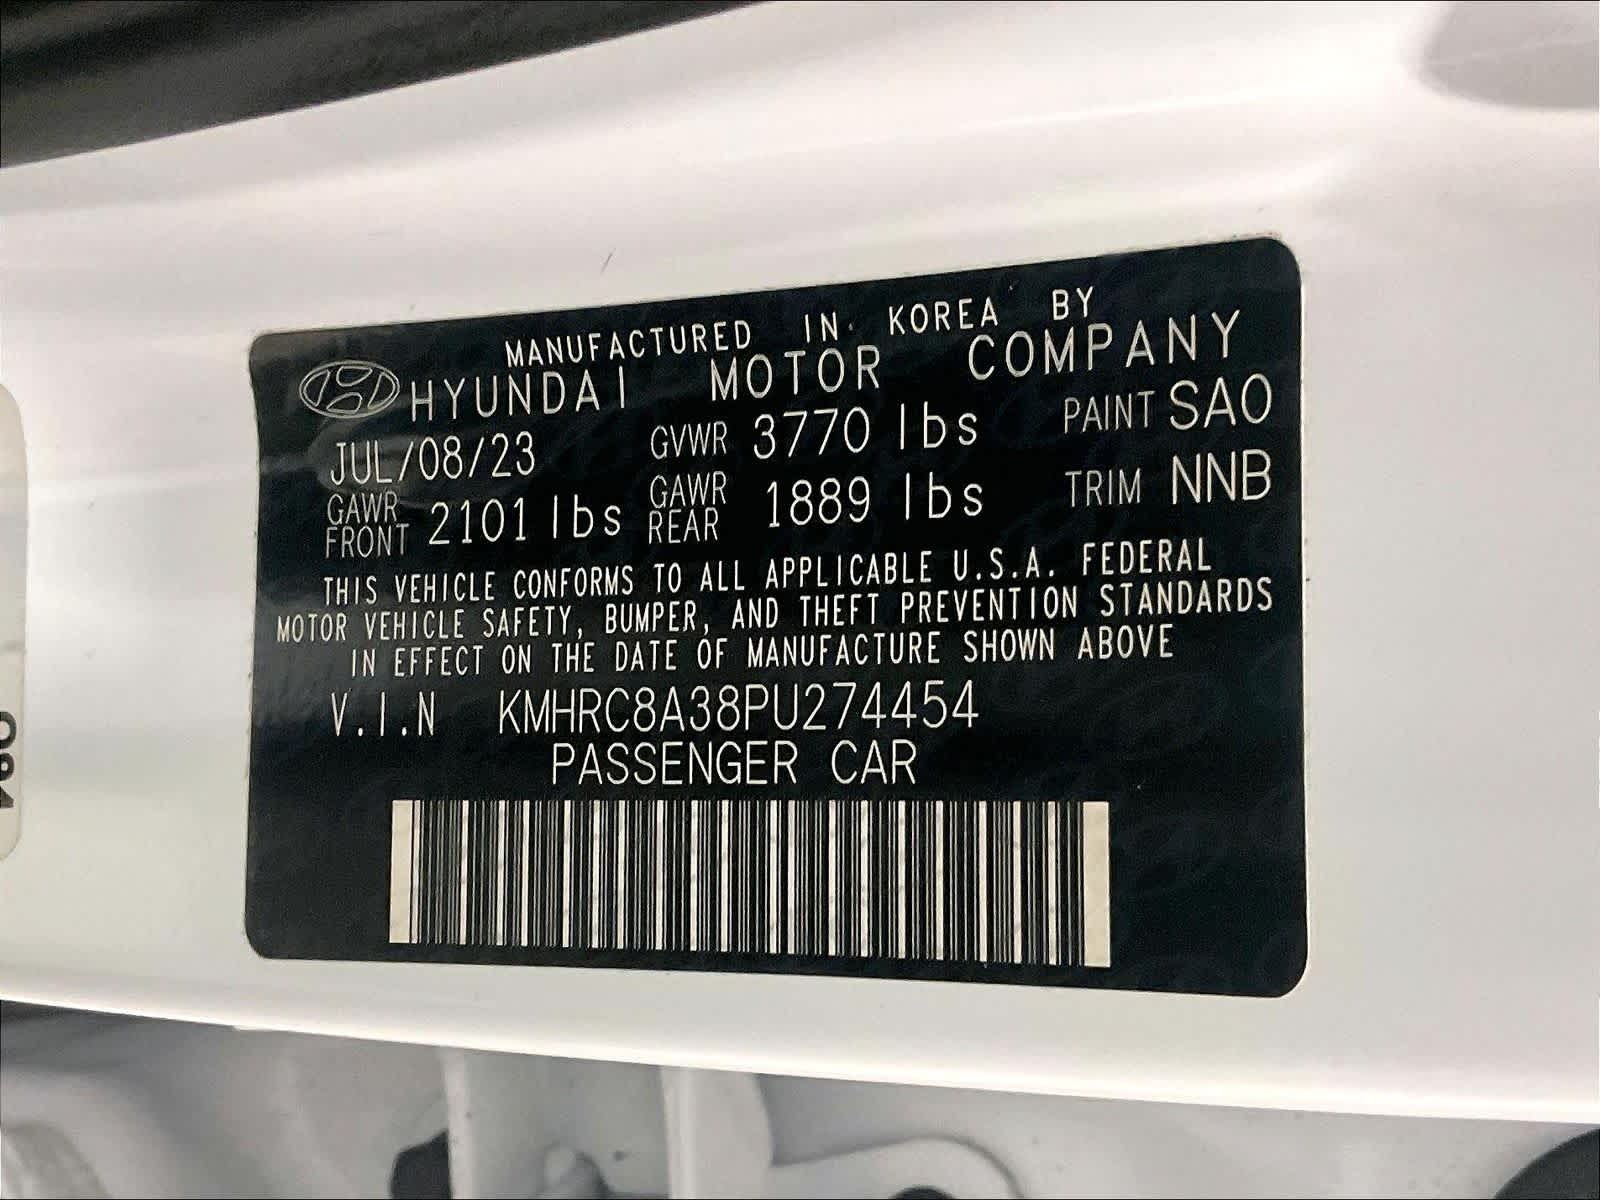 MANUFACTURED IN KOREA BY
HYUNDAI MOTOR COMPANY
JUL/08/23 GVWR 3770 lbs PAINT SAO
GAWR FRONT 2101 lbs GAWR REAR 1889 lbs TRIM NNB
THIS VEHICLE CONFORMS TO ALL APPLICABLE U.S.A. FEDERAL
MOTOR VEHICLE SAFETY, BUMPER, AND THEFT PREVENTION STANDARDS
IN EFFECT ON THE DATE OF MANUFACTURE SHOWN ABOVE
V.I.N KMHRC8A38PU274454
PASSENGER CAR